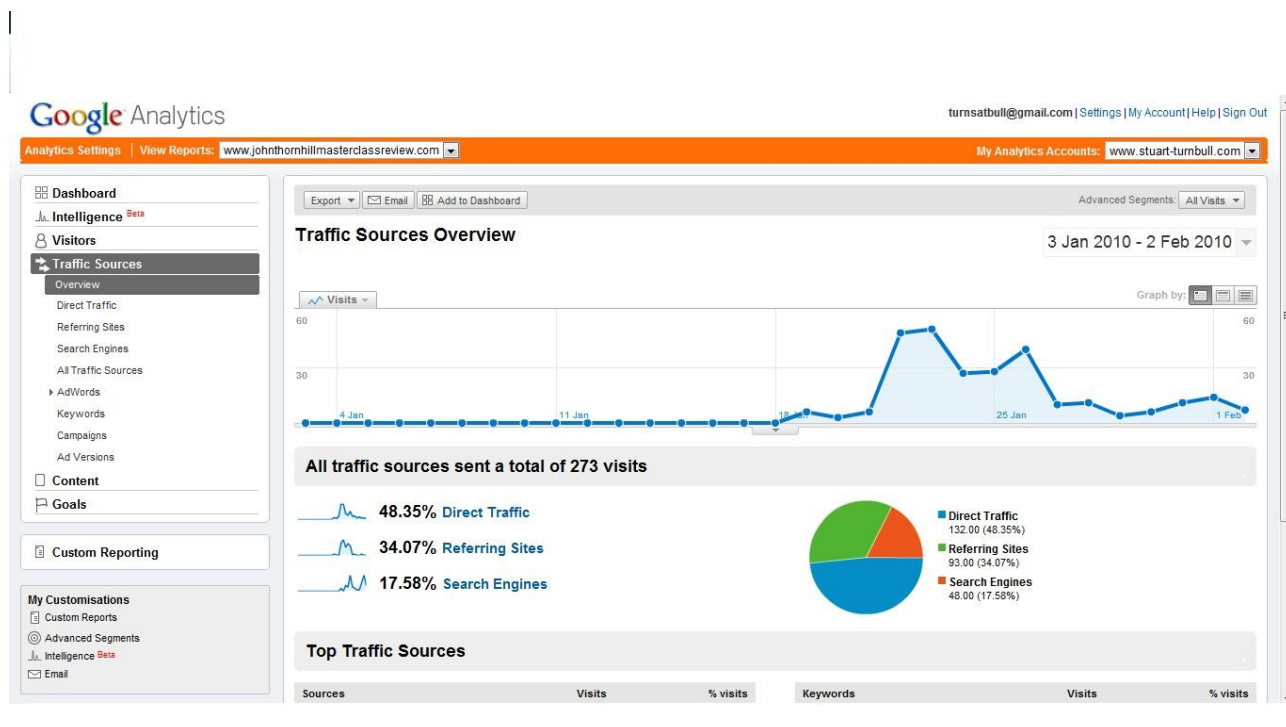 Google Analytics
turnsatbull@gmail.com | Settings | My Account | Help | Sign Out
Analytics Settings | View Reports: www.johnthornhillmasterclassreview.com
My Analytics Accounts: www.stuart-turnbull.com
Dashboard
Intelligence Beta
Visitors
Traffic Sources
Overview
Direct Traffic
Referring Sites
Search Engines
All Traffic Sources
AdWords
Keywords
Campaigns
Ad Versions
Content
Goals
Custom Reporting
My Customisations
Custom Reports
Advanced Segments
Intelligence Beta
Email
Export Email Add to Dashboard
Advanced Segments: All Visits
Traffic Sources Overview
3 Jan 2010 - 2 Feb 2010
Visits
Graph by:
60 60
30 30
4 Jan 11 Jan 18 Jan 25 Jan 1 Feb
All traffic sources sent a total of 273 visits
48.35% Direct Traffic
34.07% Referring Sites
17.58% Search Engines
Direct Traffic
132.00 (48.35%)
Referring Sites
93.00 (34.07%)
Search Engines
48.00 (17.58%)
Top Traffic Sources
Sources Visits % visits
Keywords Visits % visits